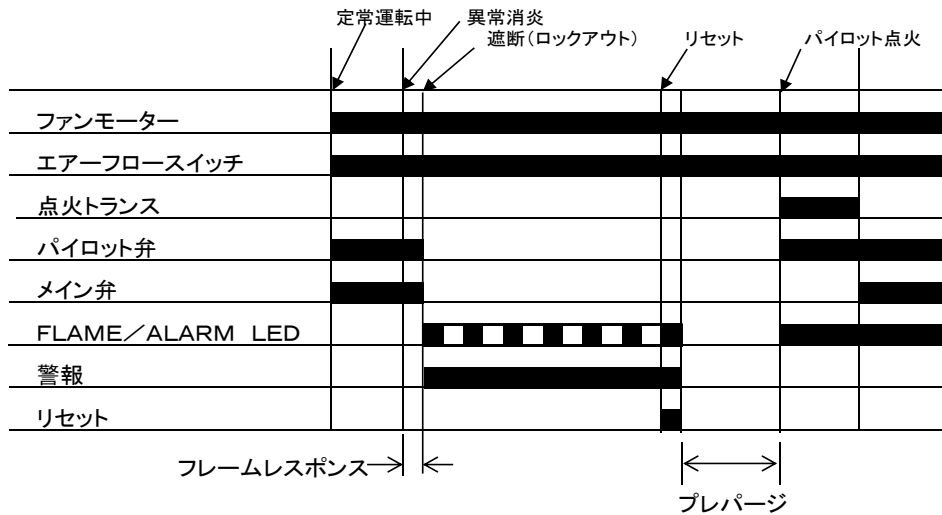 定常運転中
異常消炎
遮断（ロックアウト）
リセット
パイロット点火
ファンモーター
エアーフロースイッチ
点火トランス
パイロット弁
メイン弁
ＦＬＡＭＥ／ＡＬＡＲＭ　ＬＥＤ
警報
リセット
フレームレスポンス
プレパージ